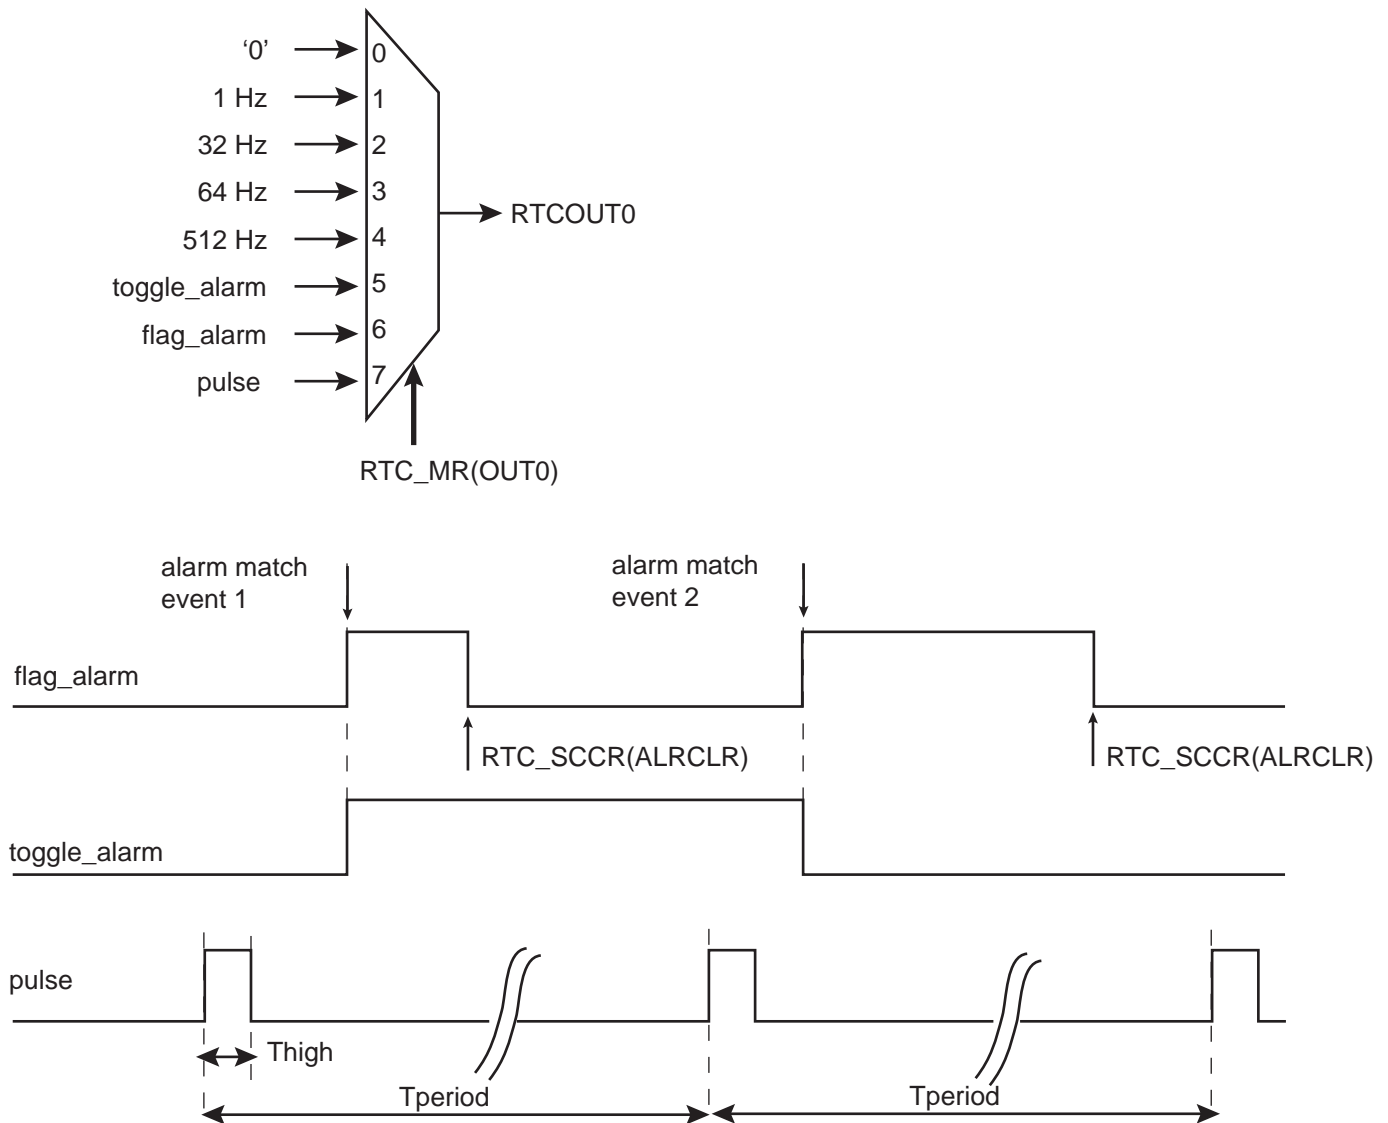 ‘0’
0
1 Hz
1
32 Hz
2
64 Hz
3
RTCOUT0
512 Hz
4
toggle_alarm
5
flag_alarm
6
pulse
7
RTC_MR(OUT0)
alarm match
event 1
alarm match
event 2
flag_alarm
RTC_SCCR(ALRCLR)
RTC_SCCR(ALRCLR)
toggle_alarm
pulse
Thigh
Tperiod
Tperiod